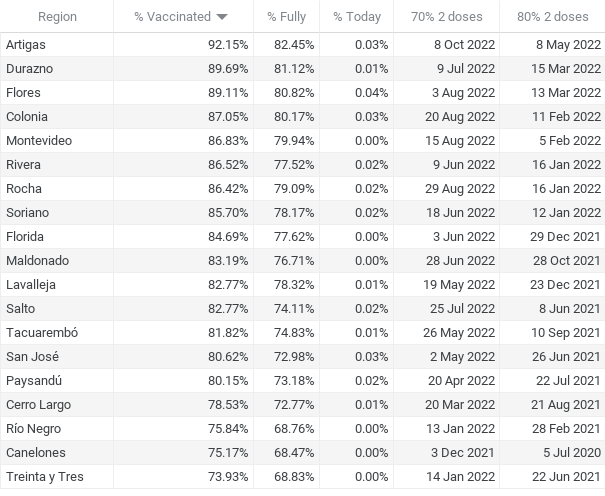 Region % Vaccinated % Fully % Today 70% 2 doses 80% 2 doses
Artigas 92.15% 82.45% 0.03% 8 Oct 2022 8 May 2022
Durazno 89.69% 81.12% 0.01% 9 Jul 2022 15 Mar 2022
Flores 89.11% 80.82% 0.04% 3 Aug 2022 13 Mar 2022
Colonia 87.05% 80.17% 0.03% 20 Aug 2022 11 Feb 2022
Montevideo 86.83% 79.94% 0.00% 15 Aug 2022 5 Feb 2022
Rivera 86.52% 77.52% 0.02% 9 Jun 2022 16 Jan 2022
Rocha 86.42% 79.09% 0.02% 29 Aug 2022 16 Jan 2022
Soriano 85.70% 78.17% 0.02% 18 Jun 2022 12 Jan 2022
Florida 84.69% 77.62% 0.00% 3 Jun 2022 29 Dec 2021
Maldonado 83.19% 76.71% 0.00% 28 Jun 2022 28 Oct 2021
Lavalleja 82.77% 78.32% 0.01% 19 May 2022 23 Dec 2021
Salto 82.77% 74.11% 0.02% 25 Jul 2022 8 Jun 2021
Tacuarembó 81.82% 74.83% 0.01% 26 May 2022 10 Sep 2021
San José 80.62% 72.98% 0.03% 2 May 2022 26 Jun 2021
Paysandú 80.15% 73.18% 0.02% 20 Apr 2022 22 Jul 2021
Cerro Largo 78.53% 72.77% 0.01% 20 Mar 2022 21 Aug 2021
Río Negro 75.84% 68.76% 0.00% 13 Jan 2022 28 Feb 2021
Canelones 75.17% 68.47% 0.00% 3 Dec 2021 5 Jul 2020
Treinta y Tres 73.93% 68.83% 0.00% 14 Jan 2022 22 Jun 2021